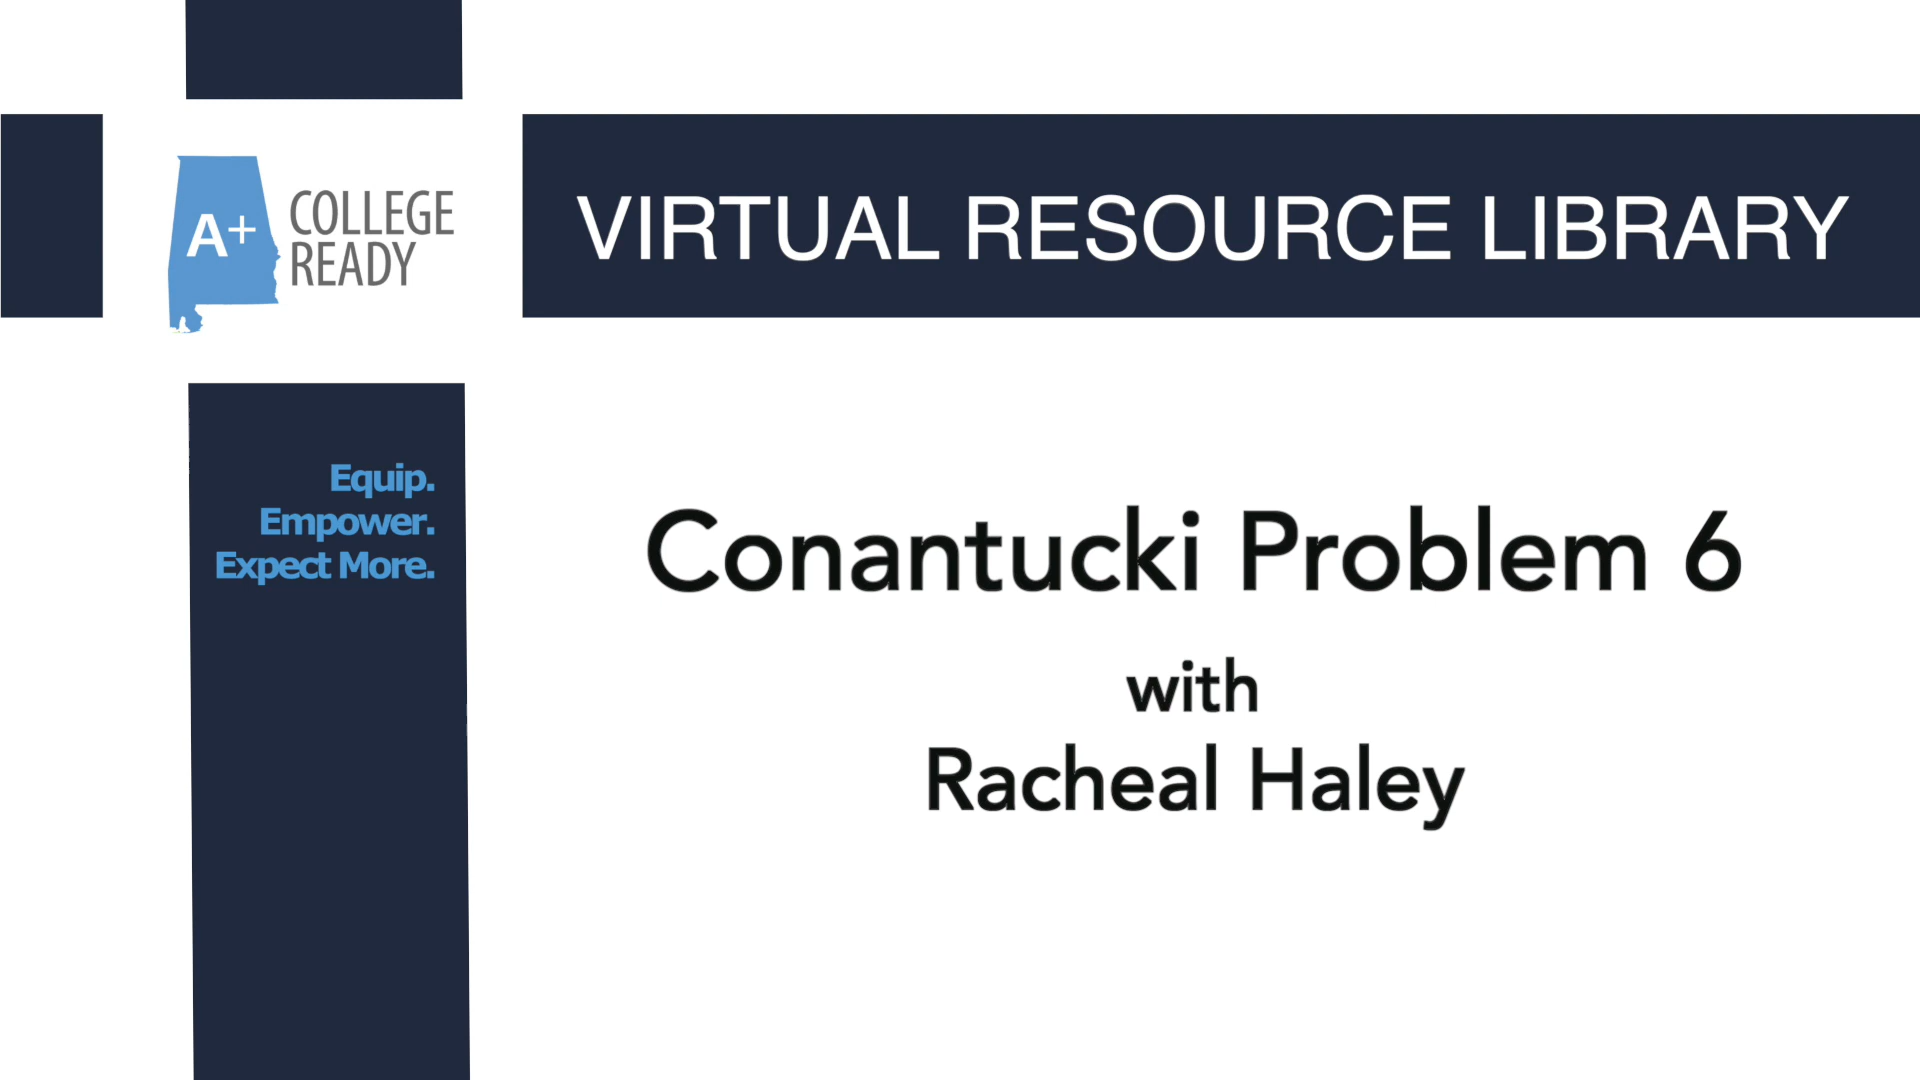 A+ COLLEGE
READY
VIRTUAL RESOURCE LIBRARY
Equip.
Empower.
Expect More.
Conantucki Problem 6
with
Racheal Haley